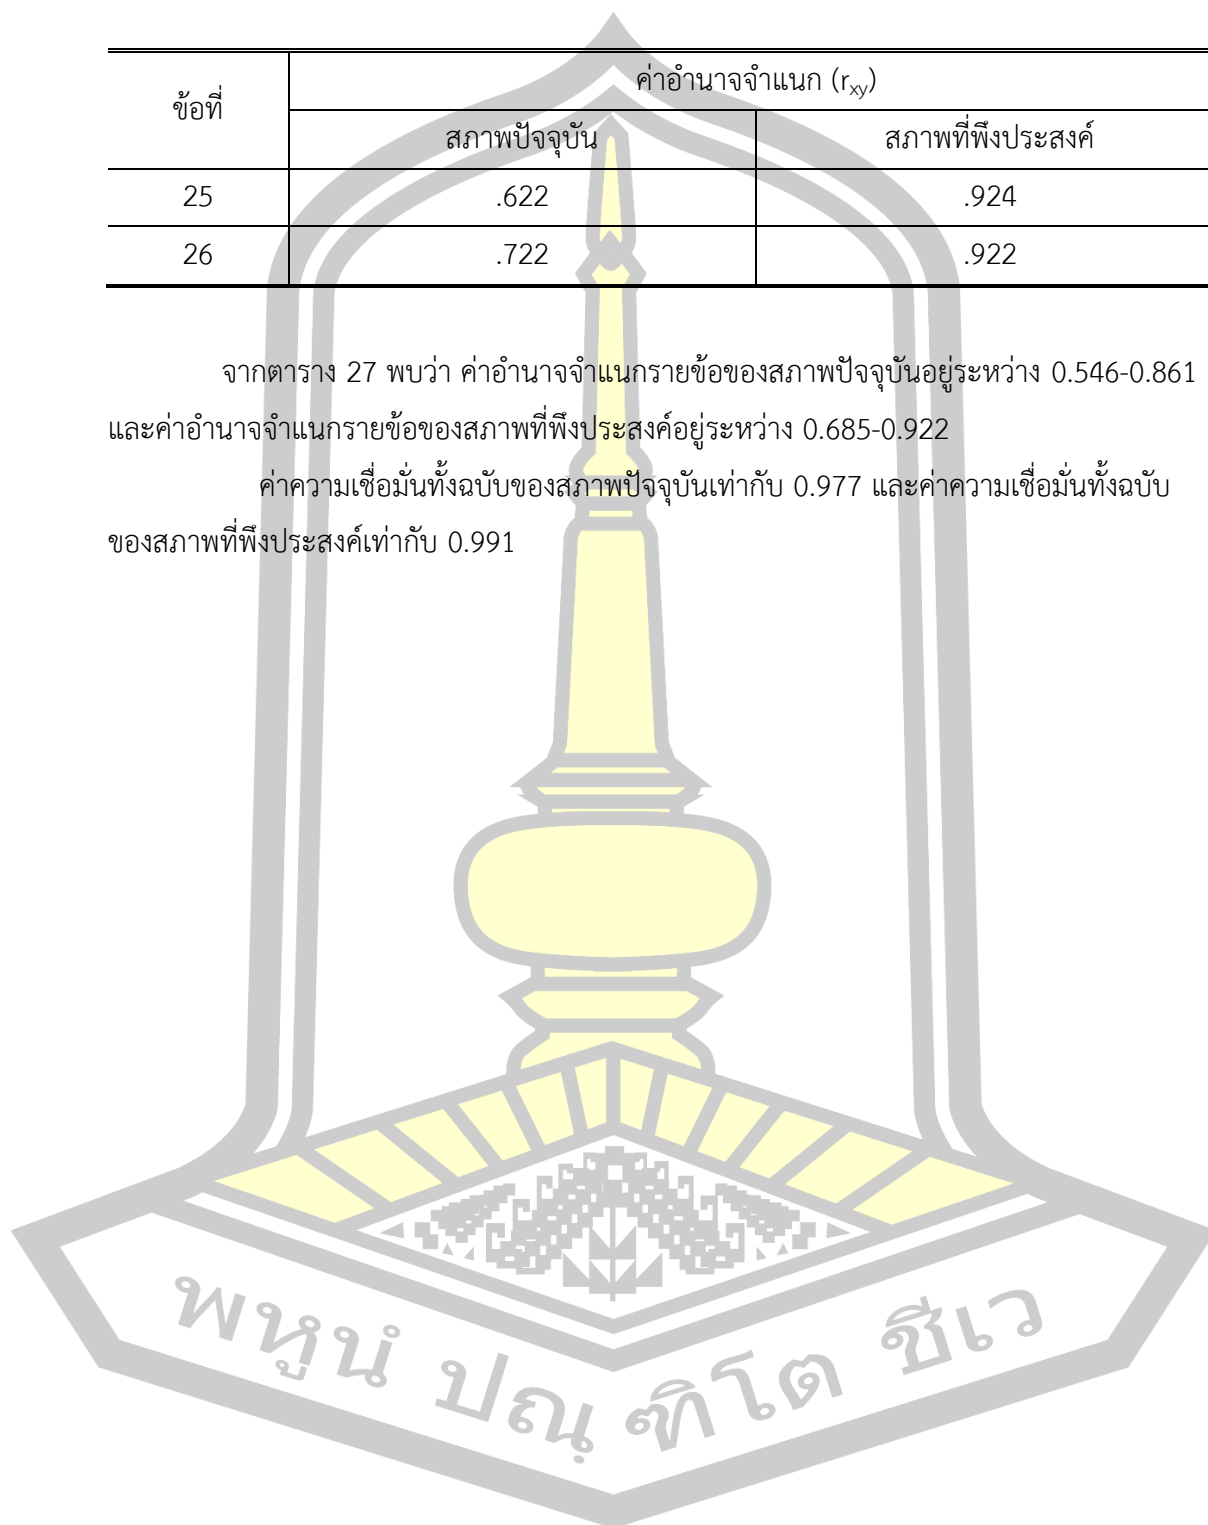 ข้อที่ ค่าอำนาจจำแนก (rxy)
สภาพปัจจุบัน สภาพที่พึงประสงค์
25 .622 .924
26 .722 .922
จากตาราง 27 พบว่า ค่าอำนาจจำแนกรายข้อของสภาพปัจจุบันอยู่ระหว่าง 0.546-0.861
และค่าอำนาจจำแนกรายข้อของสภาพที่พึงประสงค์อยู่ระหว่าง 0.685-0.922
ค่าความเชื่อมั่นทั้งฉบับของสภาพปัจจุบันเท่ากับ 0.977 และค่าความเชื่อมั่นทั้งฉบับ
ของสภาพที่พึงประสงค์เท่ากับ 0.991
พหูนํ ปณฺฑิโต ชีเว